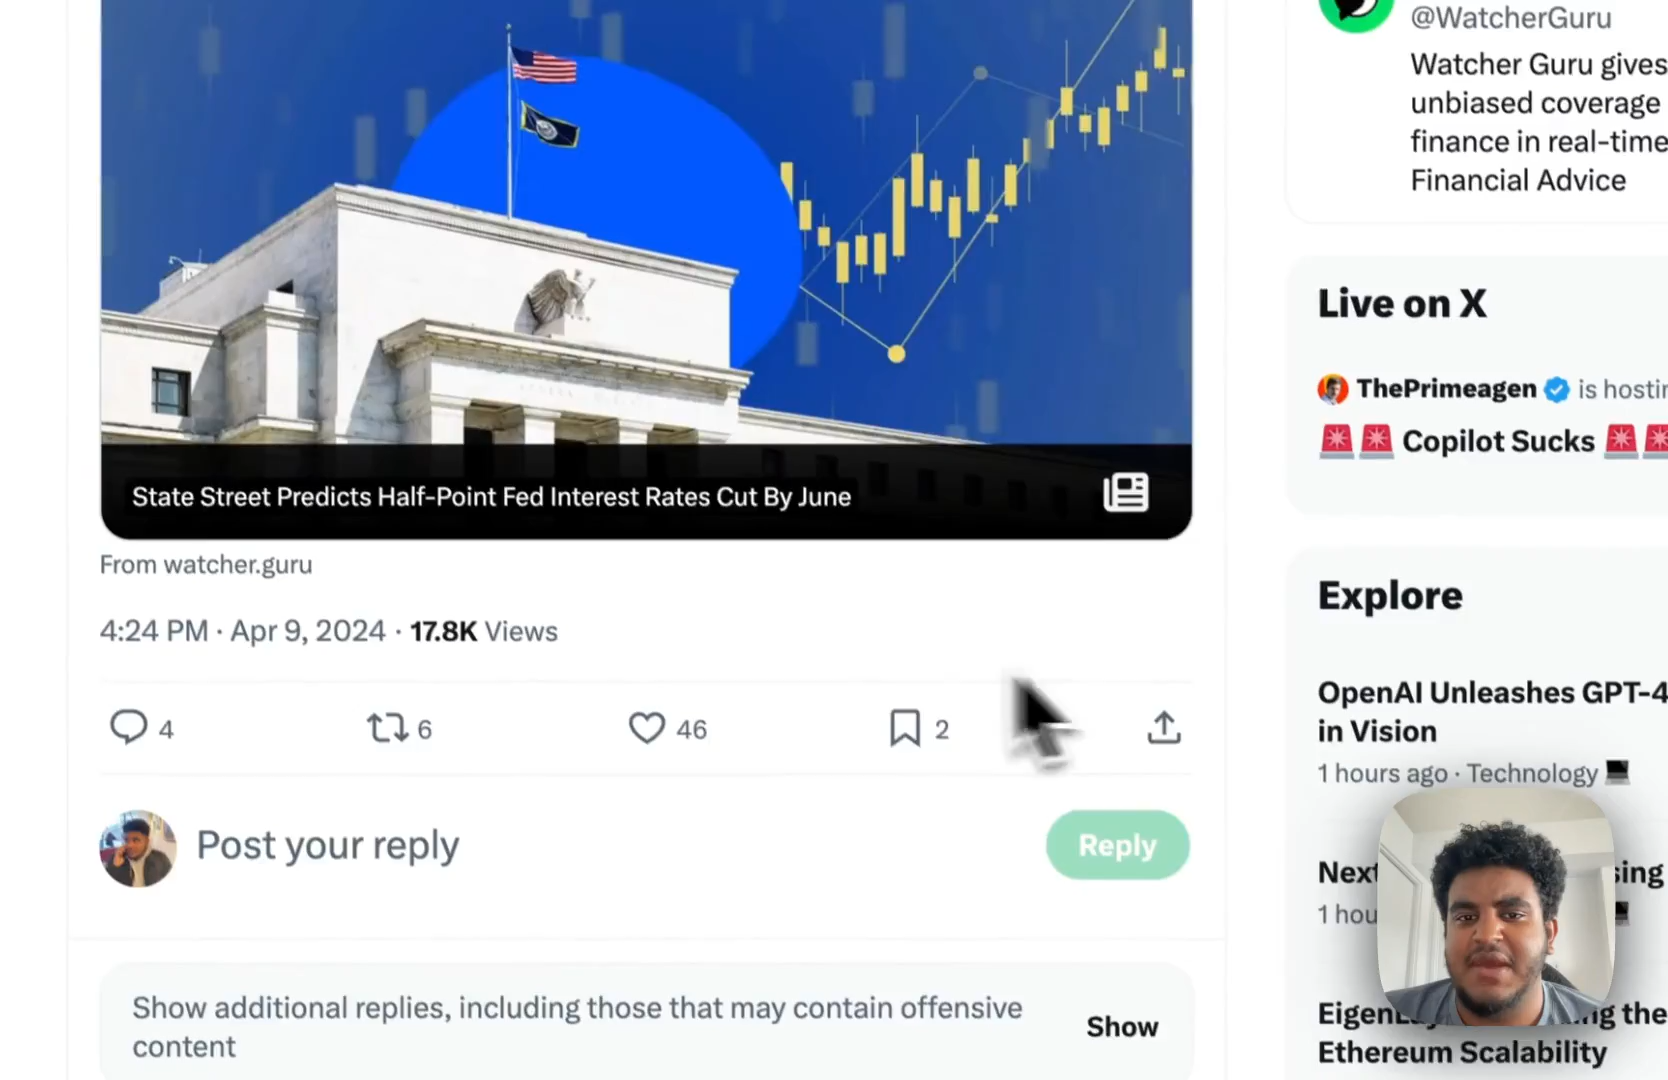 @WatcherGuru
Watcher Guru gives
unbiased coverage
finance in real-time
Financial Advice
Live on X
ThePrimeagen is hostin
Copilot Sucks
State Street Predicts Half-Point Fed Interest Rates Cut By June
From watcher.guru
4:24 PM · Apr 9, 2024 · 17.8K Views
4 6 46 2
Post your reply
Reply
Show additional replies, including those that may contain offensive
content
Show
Explore
OpenAI Unleashes GPT-4
in Vision
1 hours ago · Technology
Next
1 hou
the
Ethereum Scalability